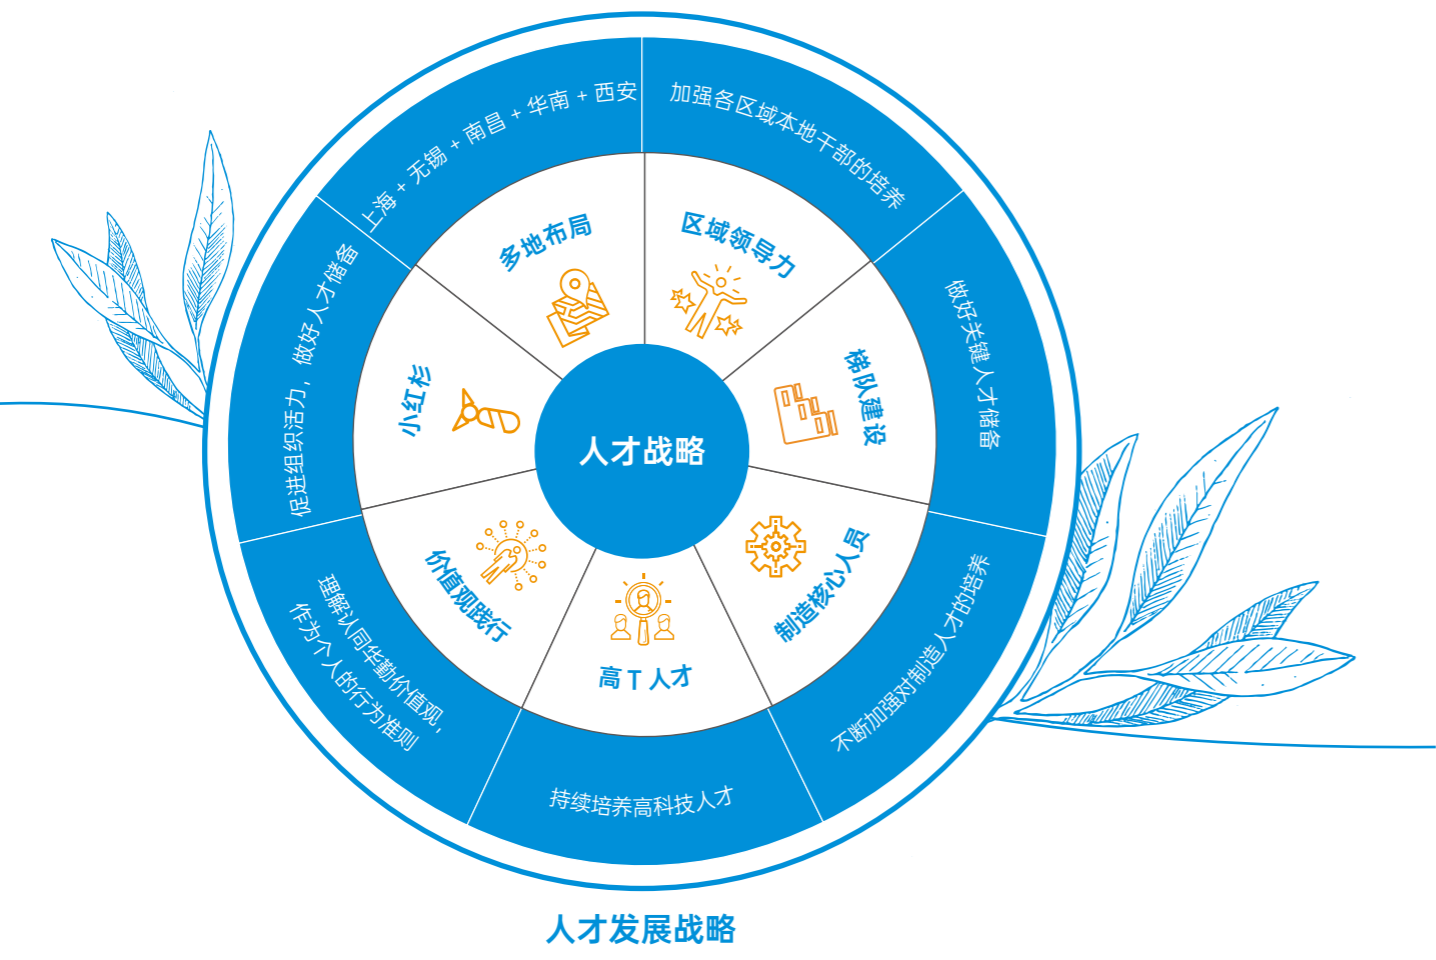 人才战略
多地布局
上海 + 无锡 + 南昌 + 华南 + 西安
区域领导力
加强各区域本地干部的培养
梯队建设
做好关键人才储备
制造核心人员
不断加强对制造人才的培养
高T人才
持续培养高科技人才
价值观践行
理解认同华勤价值观，
作为个人的行为准则
小红杉
促进组织活力，做好人才储备
人才发展战略